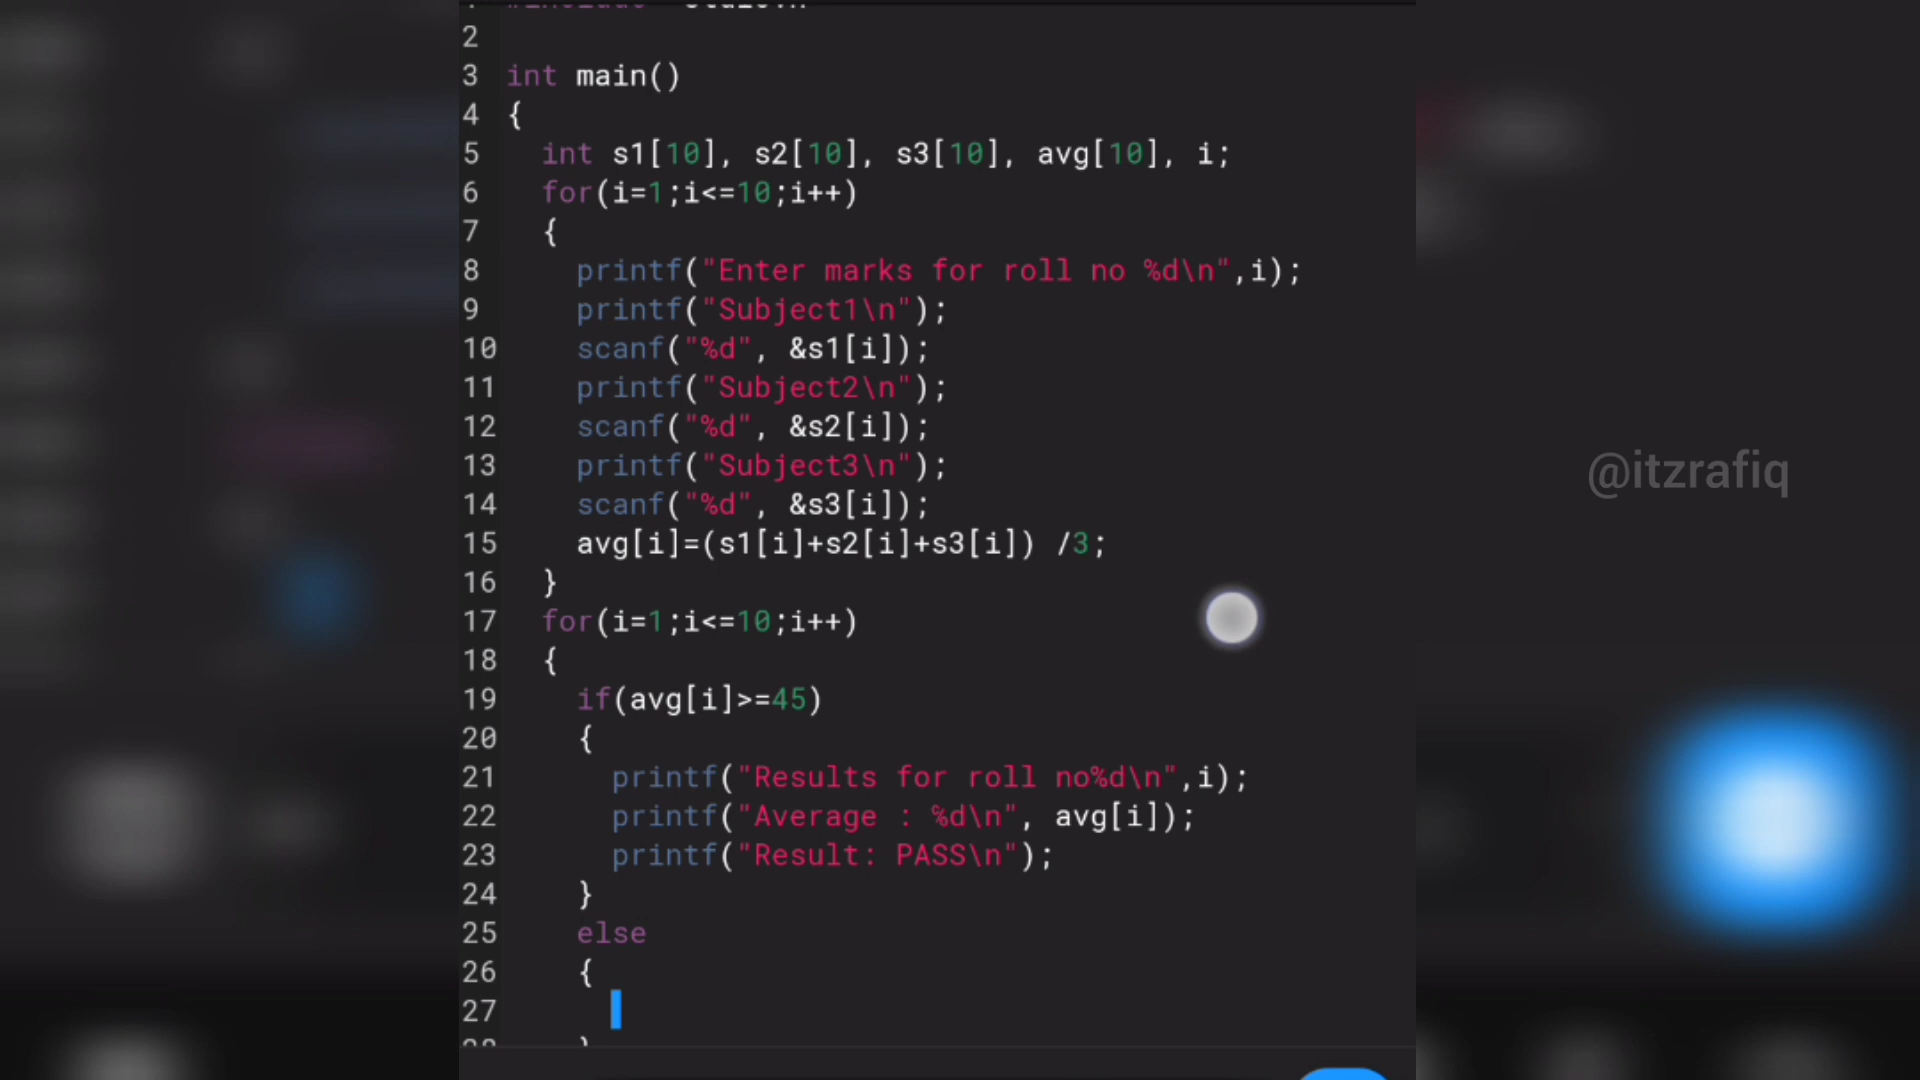 2
3 int main()
4 {
5 int s1[10], s2[10], s3[10], avg[10], i;
6 for(i=1;i<=10;i++)
7 {
8 printf("Enter marks for roll no %d\n",i);
9 printf("Subject1\n");
10 scanf("%d", &s1[i]);
11 printf("Subject2\n");
12 scanf("%d", &s2[i]);
13 printf("Subject3\n");
14 scanf("%d", &s3[i]);
15 avg[i]=(s1[i]+s2[i]+s3[i]) /3;
16 }
17 for(i=1;i<=10;i++)
18 {
19 if(avg[i]>=45)
20 {
21 printf("Results for roll no%d\n",i);
22 printf("Average : %d\n", avg[i]);
23 printf("Result: PASS\n");
24 }
25 else
26 {
27
@itzrafiq